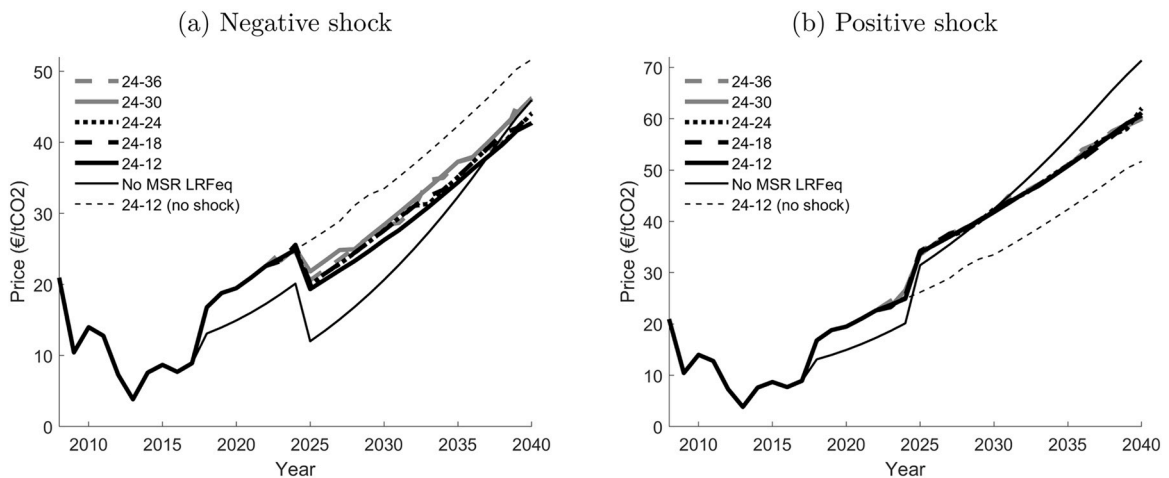 (a) Negative shock
50
40
30
20
10
0
Price (€/tCO2)
24-36
24-30
24-24
24-18
24-12
No MSR LRFeq
24-12 (no shock)
2010 2015 2020 2025 2030 2035 2040
Year
(b) Positive shock
70
60
50
40
30
20
10
0
Price (€/tCO2)
24-36
24-30
24-24
24-18
24-12
No MSR LRFeq
24-12 (no shock)
2010 2015 2020 2025 2030 2035 2040
Year